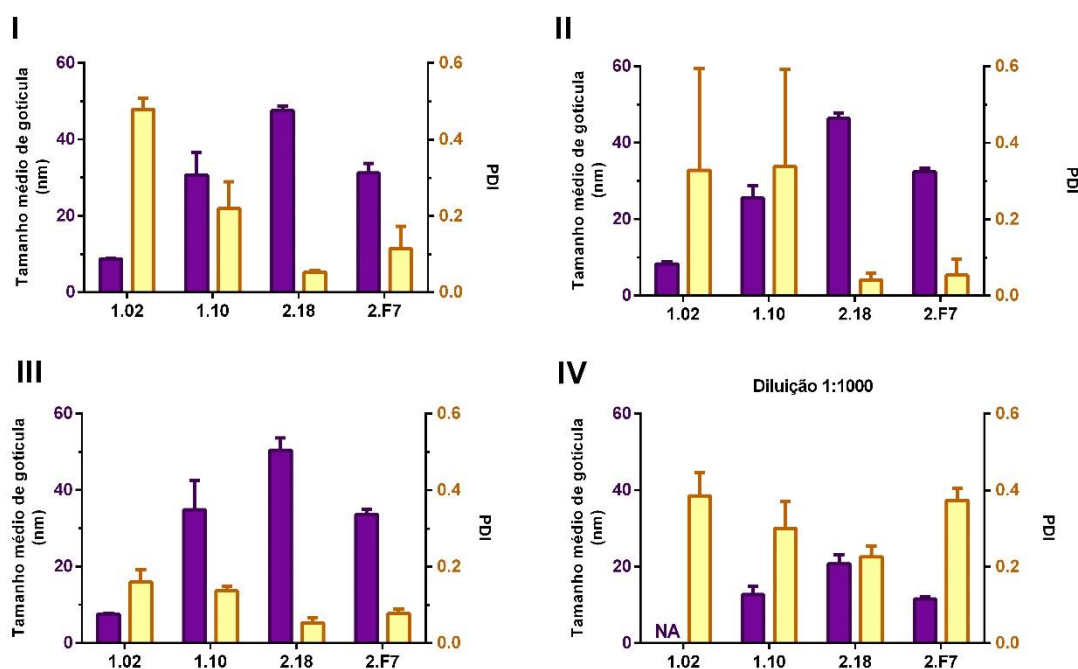 I
Tamanho médio de gotícula
(nm)
60
40
20
0
0.6
0.4
0.2
0.0
PDI
1.02 1.10 2.18 2.F7
II
Tamanho médio de gotícula
(nm)
60
40
20
0
0.6
0.4
0.2
0.0
PDI
1.02 1.10 2.18 2.F7
III
Tamanho médio de gotícula
(nm)
60
40
20
0
0.6
0.4
0.2
0.0
PDI
1.02 1.10 2.18 2.F7
IV
Diluição 1:1000
Tamanho médio de gotícula
(nm)
60
40
20
0
NA
0.6
0.4
0.2
0.0
PDI
1.02 1.10 2.18 2.F7